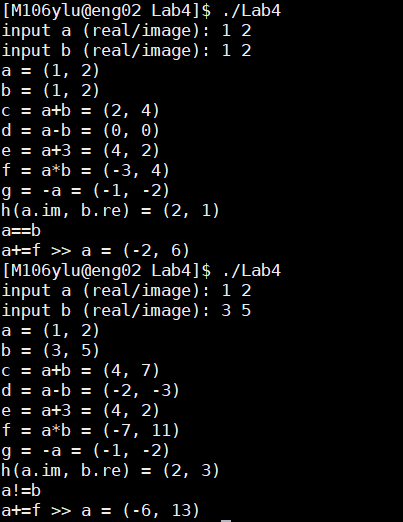 [M106ylu@eng02 Lab4]$ ./Lab4
input a (real/image): 1 2
input b (real/image): 1 2
a = (1, 2)
b = (1, 2)
c = a+b = (2, 4)
d = a-b = (0, 0)
e = a+3 = (4, 2)
f = a*b = (-3, 4)
g = -a = (-1, -2)
h(a.im, b.re) = (2, 1)
a==b
a+=f >> a = (-2, 6)
[M106ylu@eng02 Lab4]$ ./Lab4
input a (real/image): 1 2
input b (real/image): 3 5
a = (1, 2)
b = (3, 5)
c = a+b = (4, 7)
d = a-b = (-2, -3)
e = a+3 = (4, 2)
f = a*b = (-7, 11)
g = -a = (-1, -2)
h(a.im, b.re) = (2, 3)
a!=b
a+=f >> a = (-6, 13)